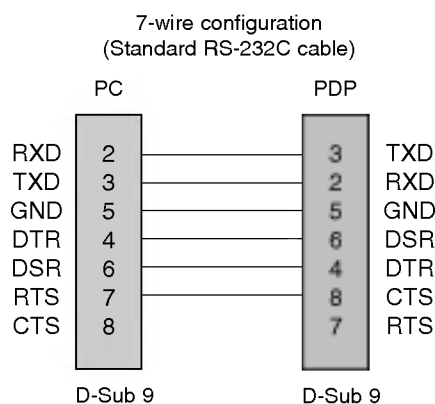 7-wire configuration
(Standard RS-232C cable)
PC PDP
RXD 2 3 TXD
TXD 3 2 RXD
GND 5 5 GND
DTR 4 6 DSR
DSR 6 4 DTR
RTS 7 8 CTS
CTS 8 7 RTS
D-Sub 9 D-Sub 9